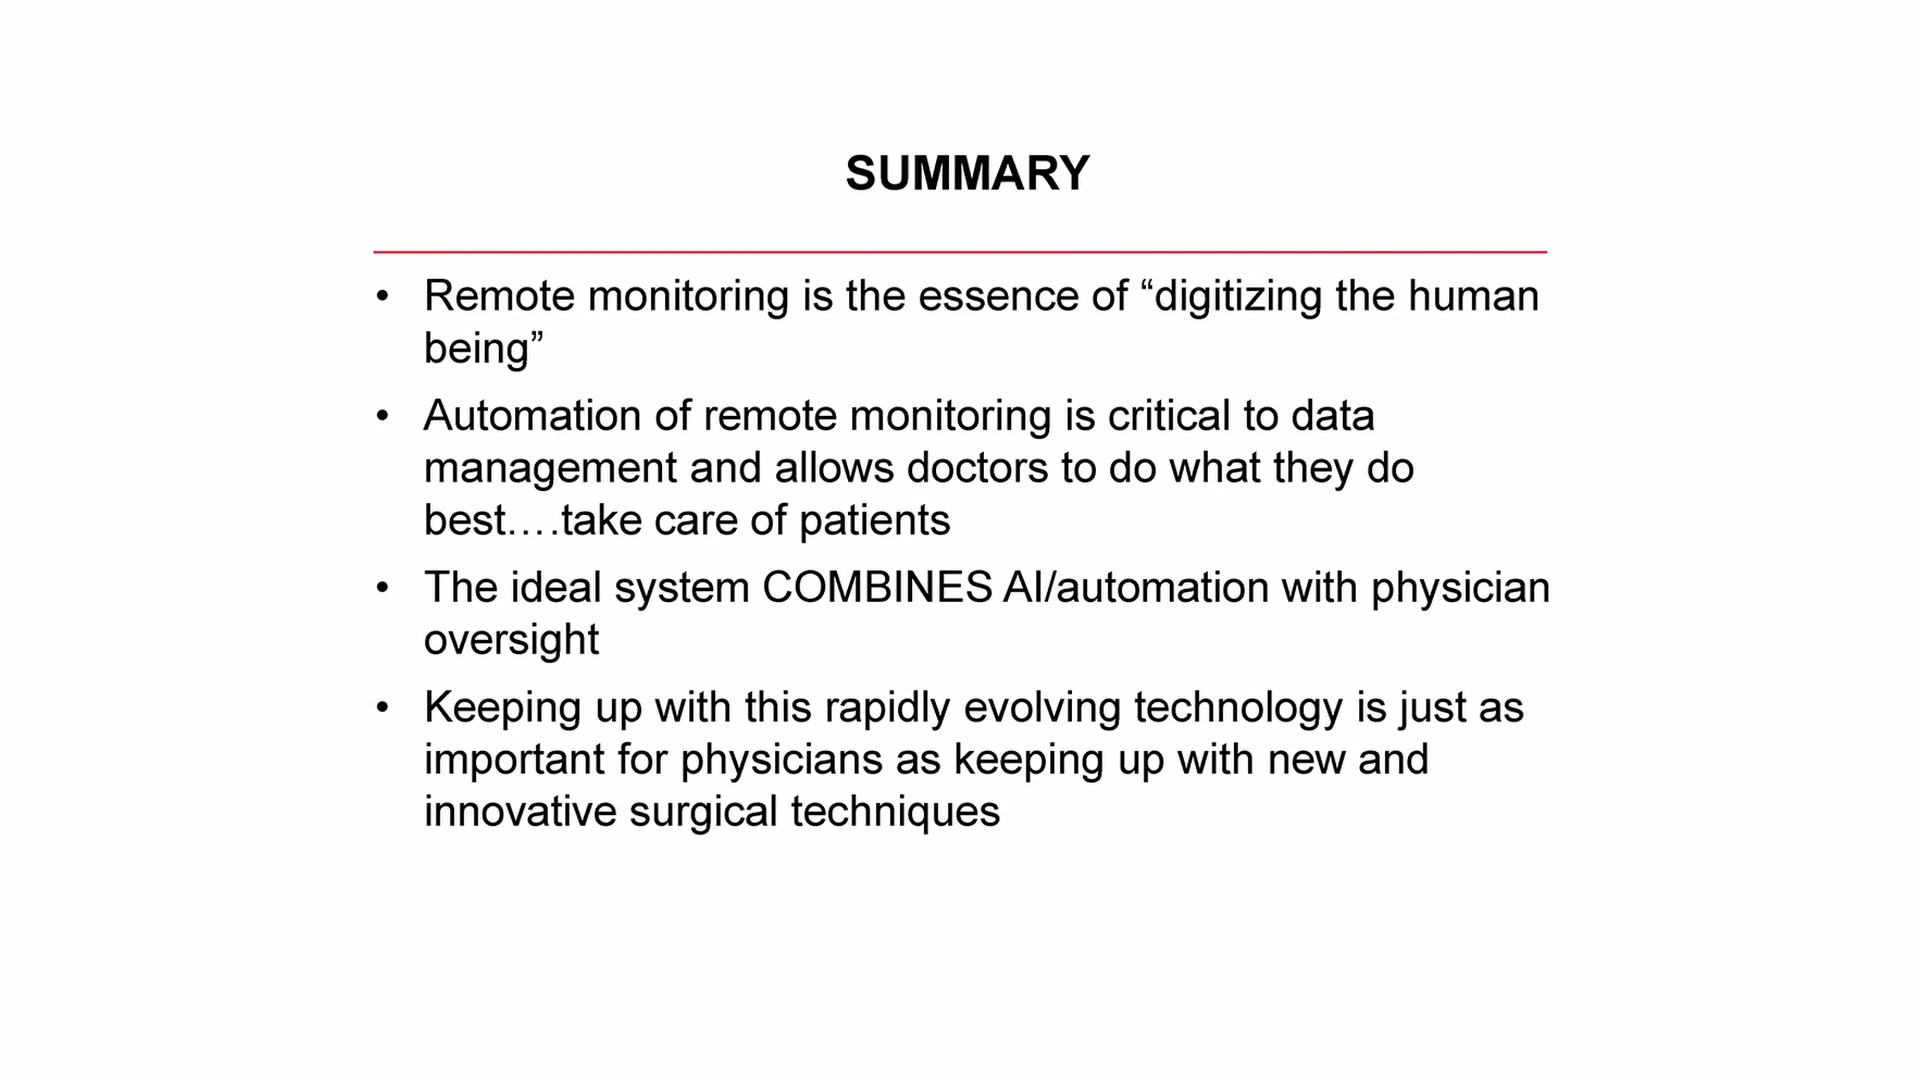 SUMMARY
• Remote monitoring is the essence of “digitizing the human
being”
• Automation of remote monitoring is critical to data
management and allows doctors to do what they do
best….take care of patients
• The ideal system COMBINES AI/automation with physician
oversight
• Keeping up with this rapidly evolving technology is just as
important for physicians as keeping up with new and
innovative surgical techniques